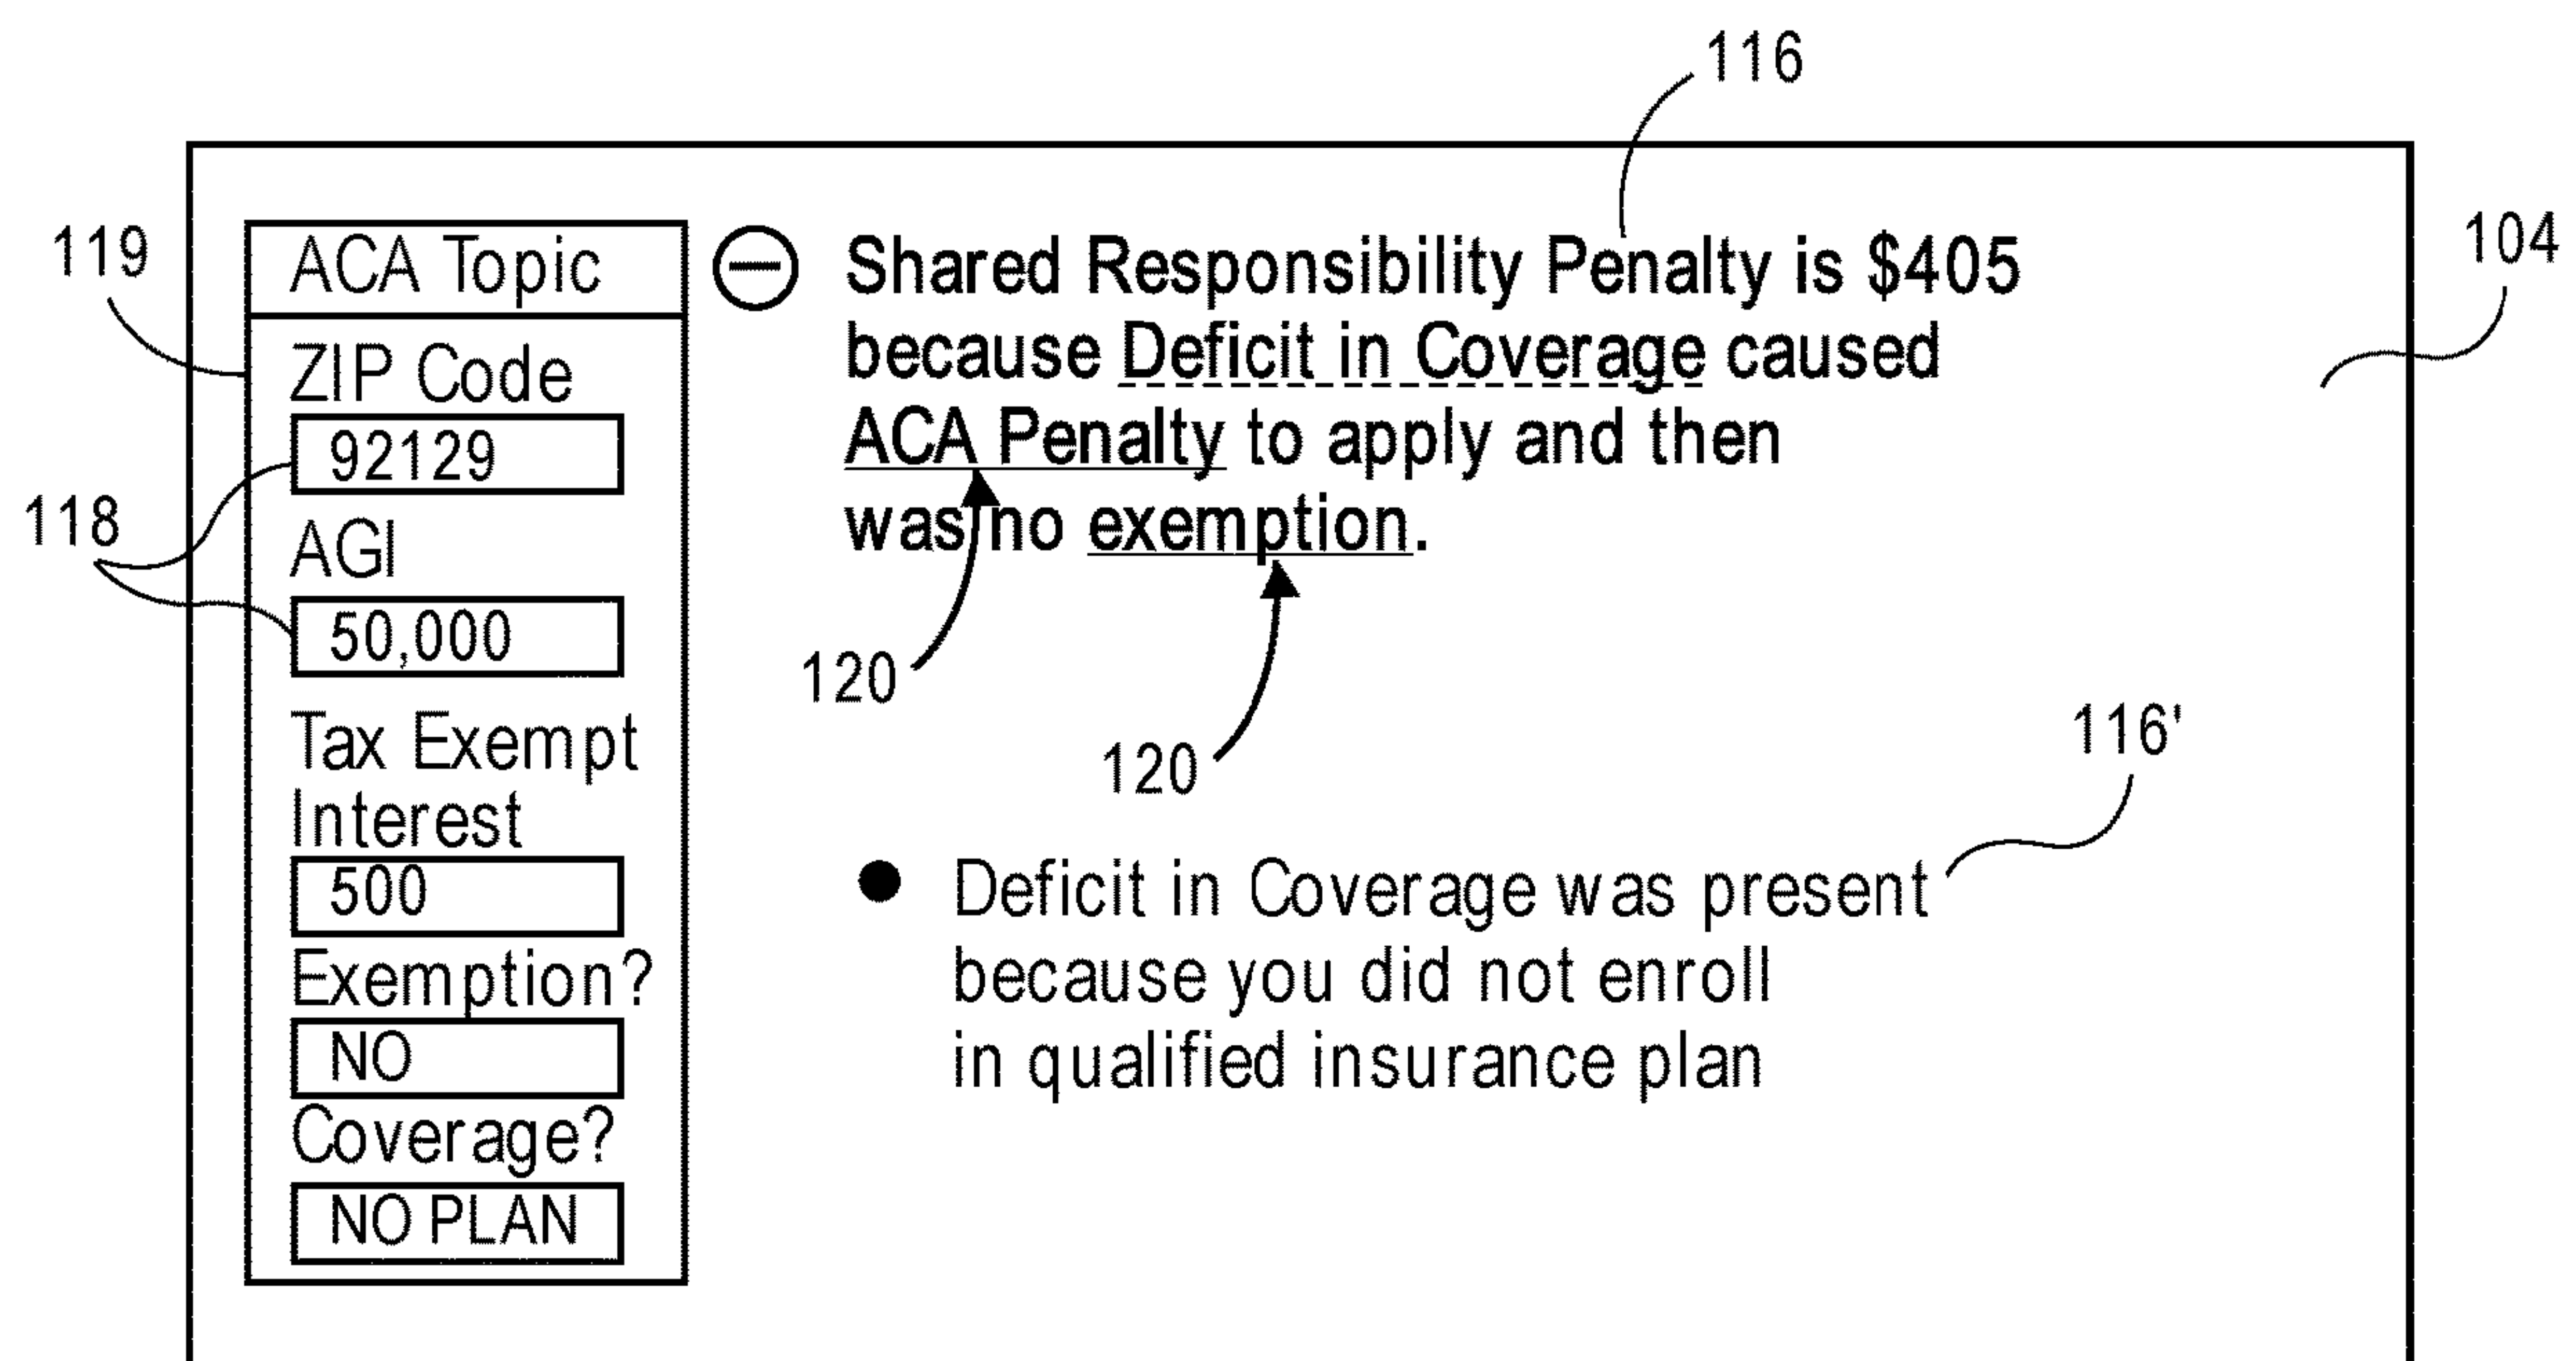 116
104
119
ACA Topic
ZIP Code
92129
118
AGI
50,000
Tax Exempt
Interest
500
Exemption?
NO
Coverage?
NO PLAN
Shared Responsibility Penalty is $405
because Deficit in Coverage caused
ACA Penalty to apply and then
was no exemption.
120
120
116'
Deficit in Coverage was present
because you did not enroll
in qualified insurance plan